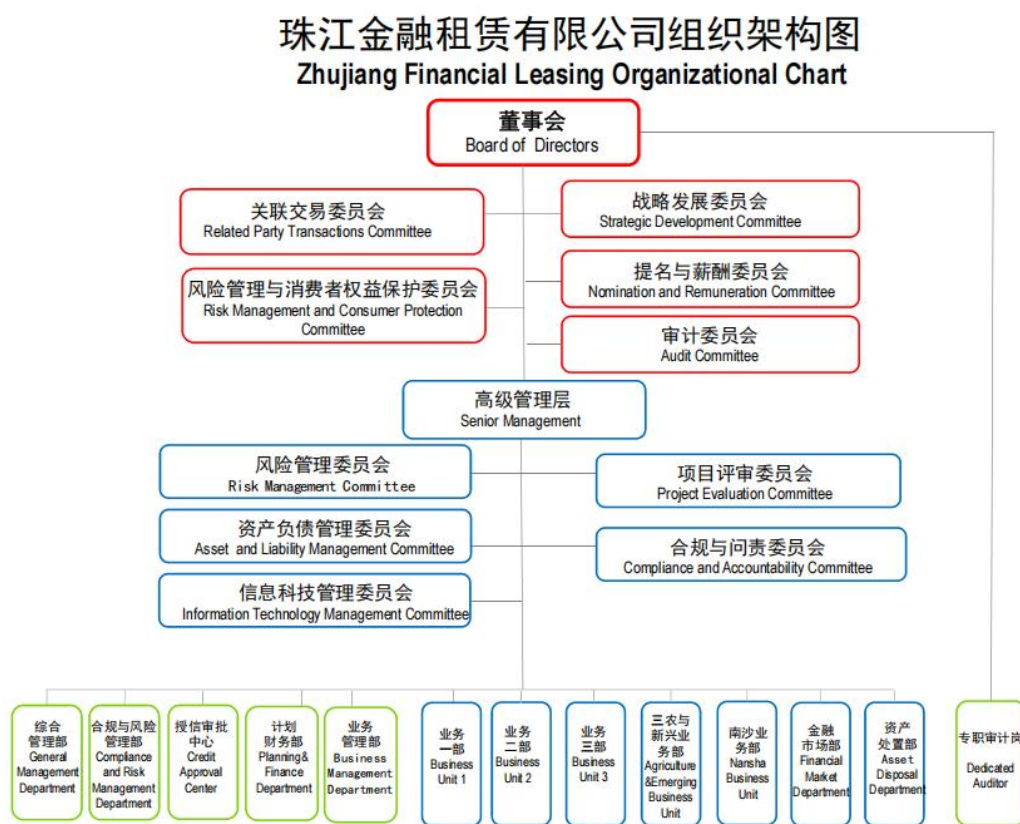 珠江金融租赁有限公司组织架构图
Zhujiang Financial Leasing Organizational Chart
董事会
Board of Directors
关联交易委员会
Related Party Transactions Committee
战略发展委员会
Strategic Development Committee
风险管理与消费者权益保护委员会
Risk Management and Consumer Protection
Committee
提名与薪酬委员会
Nomination and Remuneration Committee
审计委员会
Audit Committee
高级管理层
Senior Management
风险管理委员会
Risk Management Committee
项目评审委员会
Project Evaluation Committee
资产负债管理委员会
Asset and Liability Management Committee
合规与问责委员会
Compliance and Accountability Committee
信息科技管理委员会
Information Technology Management Committee
综合
管理部
General
Management
Department
合规与风险
管理部
Compliance
and Risk
Management
Department
授信审批
中心
Credit
Approval
Center
计划
财务部
Planning&
Finance
Department
业务
管理部
Business
Management
Department
业务
一部
Business
Unit 1
业务
二部
Business
Unit 2
业务
三部
Business
Unit 3
三农与
新兴业
务部
Agriculture
&Emerging
Business
Unit
南沙业
务部
Nansha
Business
Unit
金融
市场部
Financial
Market
Department
资产
处置部
Asset
Disposal
Department
专职审计岗
Dedicated
Auditor